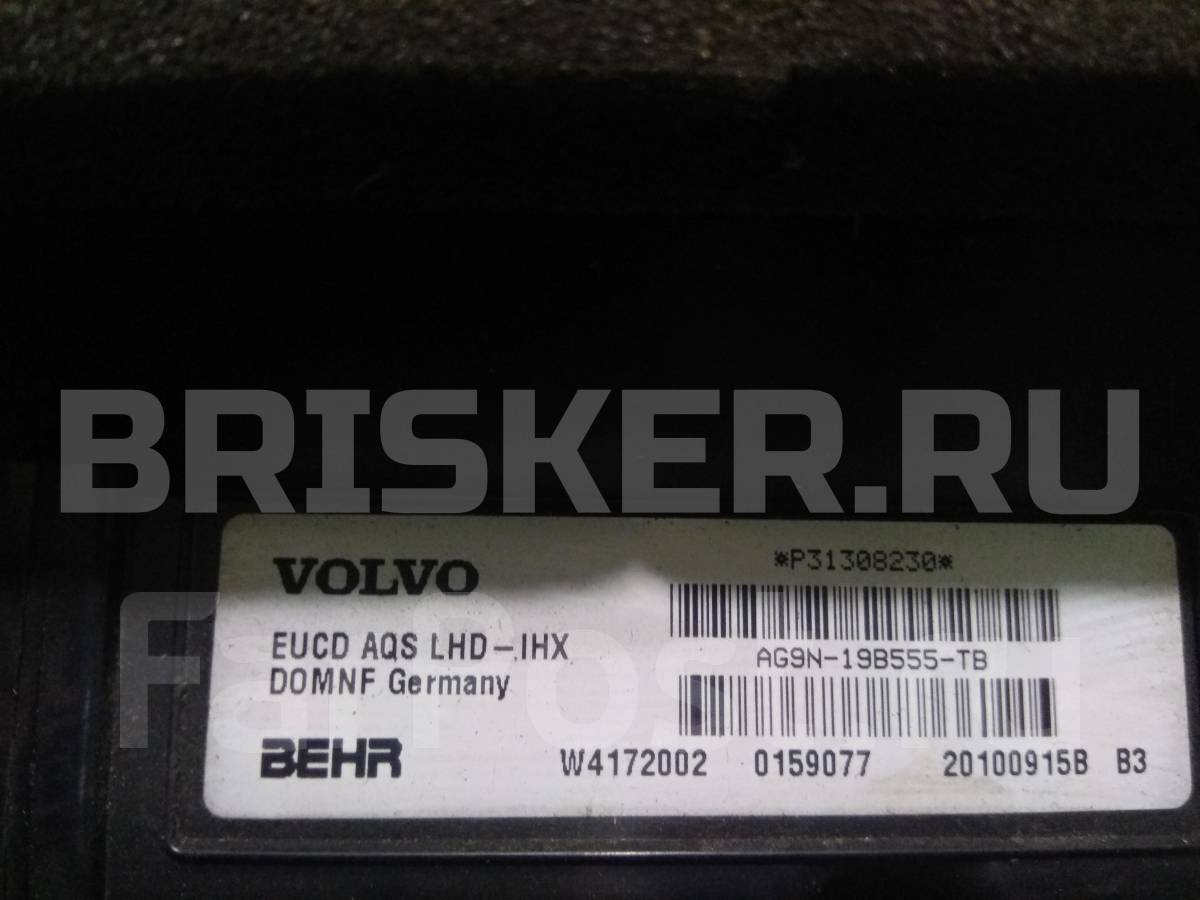 BRISKER.RU
VOLVO
*P31308230*
EUCD AQS LHD-IHX
AG9N-19B555-TB
DOMNF Germany
BEHR
W4172002 0159077 20100915B B3